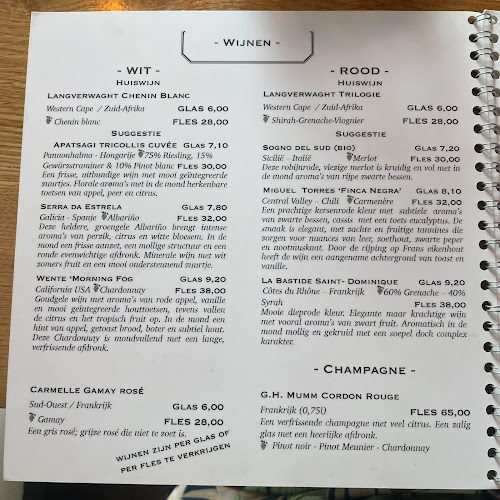 - Wijnen -
- WIT -
Huiswijn
Langverwaght Chenin Blanc
Western Cape / Zuid-Afrika GLAS 6,00
Chenin blanc FLES 28,00
Suggestie
Apatsagi tricollis cuvée Glas 7,10
Pannonhalma - Hongarije 75% Riesling, 15%
Gewürztraminer & 10% Pinot blanc Fles 30,00
Een frisse, uitbundige wijn met mooi geïntegreerde
zuurtjes. Florale aroma's met in de mond herkenbare
toetsen van appel, peer en citrus.
Serra da Estrela Glas 7,80
Galicia - Spanje Albariño Fles 32,00
Deze heldere, groengele Albariño brengt intense
aroma's van perzik, citrus en witte bloesem. In de
mond een frisse aanzet, een mollige structuur en een
ronde evenwichtige afdronk. Minerale wijn met wit
zomers fruit en een mooi ondersteunend zuurtje.
Wente 'Morning Fog Glas 9,20
California USA Chardonnay Fles 38,00
Goudgele wijn met aroma's van rode appel, vanille
en mooi geïntegreerde houttoetsen, tevens vallen
de citrus en het tropisch fruit op. In de mond een
hint van appel, getoast brood, boter en subtiel hout.
Deze Chardonnay is mondvullend met een lange,
verfrissende afdronk.
Carmelle Gamay rosé
Sud-Ouest / Frankrijk Glas 6,00
Gamay FLES 28,00
Een gris rosé; grijze rosé die niet te zoet is.
Wijnen zijn per glas of
per fles te verkrijgen
- ROOD -
Huiswijn
Langverwaght Trilogie
Western Cape / Zuid-Afrika GLAS 6,00
Shirah-Grenache-Viognier FLES 28,00
Suggestie
Sogno del sud (bio) Glas 7,20
Sicilië - Italië Merlot Fles 30,00
Deze robijnrode, vierge merlot is kruidig en vol met in
de mond aroma's van rijpe zwarte bessen.
Miguel Torres 'Finca Negra' Glas 8,10
Central Valley - Chili Carmenère Fles 32,00
Een prachtige kersenrode kleur met subtiele aroma's
van zwarte bessen, cassis met een toets eucalyptus. De
smaak is elegant, met zachte en fruitige tannines die
zorgen voor nuances van leer, zoethout, zwarte peper
en nootmuskaat. Door de rijping op Frans eikenhout
heeft de wijn een aangename achtergrond van toast en
vanille.
La Bastide Saint- Dominique Glas 9,20
Côtes du Rhône - Frankrijk 60% Grenache – 40%
Syrah Fles 38,00
Mooie dieprode kleur. Elegante maar krachtige wijn
met vooral aroma's van zwart fruit. Aromatisch in de
mond mollig en gekruid met een soepel doch complex
karakter.
- Champagne -
G.H. Mumm Cordon Rouge
Frankrijk (0,75l) FLES 65,00
Een verfrissende champagne met veel citrus. Een zalig
glas met een heerlijke afdronk.
Pinot noir - Pinot Meunier - Chardonnay